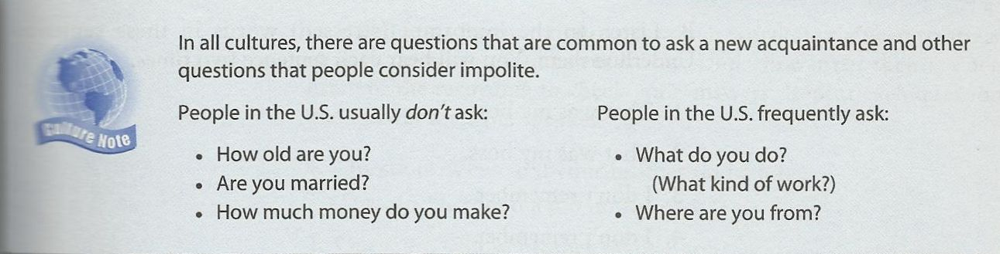 In all cultures, there are questions that are common to ask a new acquaintance and other
questions that people consider impolite.
People in the U.S. usually don't ask:
• How old are you?
• Are you married?
• How much money do you make?
People in the U.S. frequently ask:
• What do you do?
(What kind of work?)
• Where are you from?
Culture Note